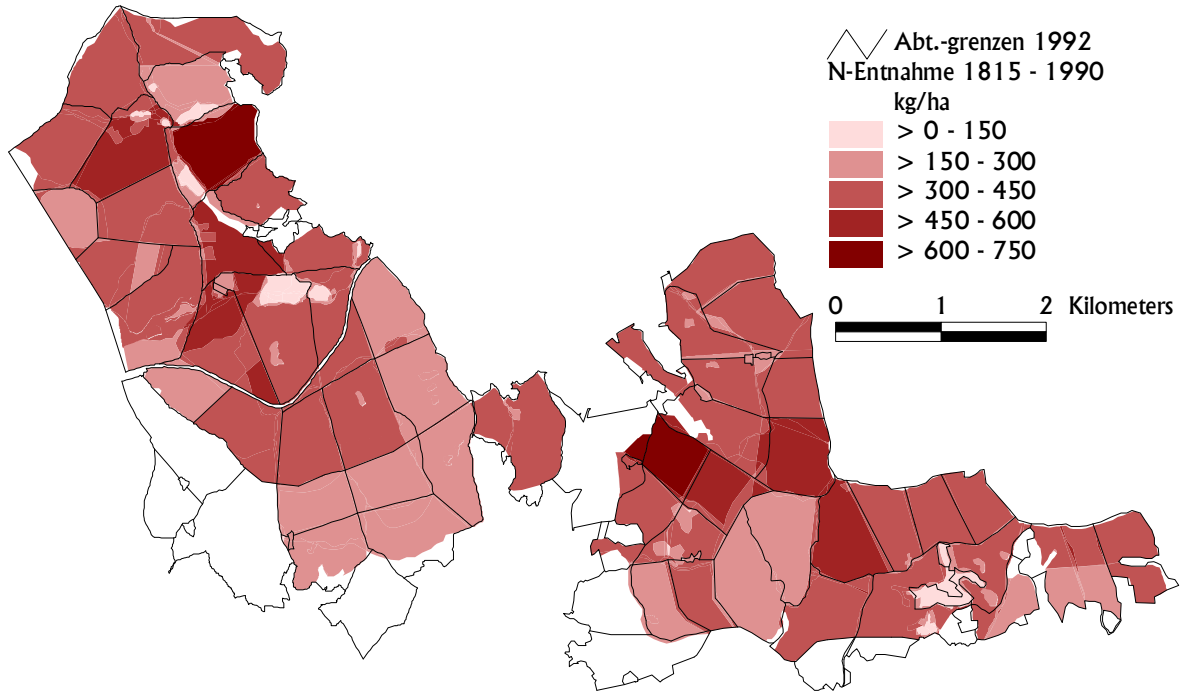 Abt.-grenzen 1992
N-Entnahme 1815 - 1990
kg/ha
> 0 - 150
> 150 - 300
> 300 - 450
> 450 - 600
> 600 - 750
0 1 2 Kilometers